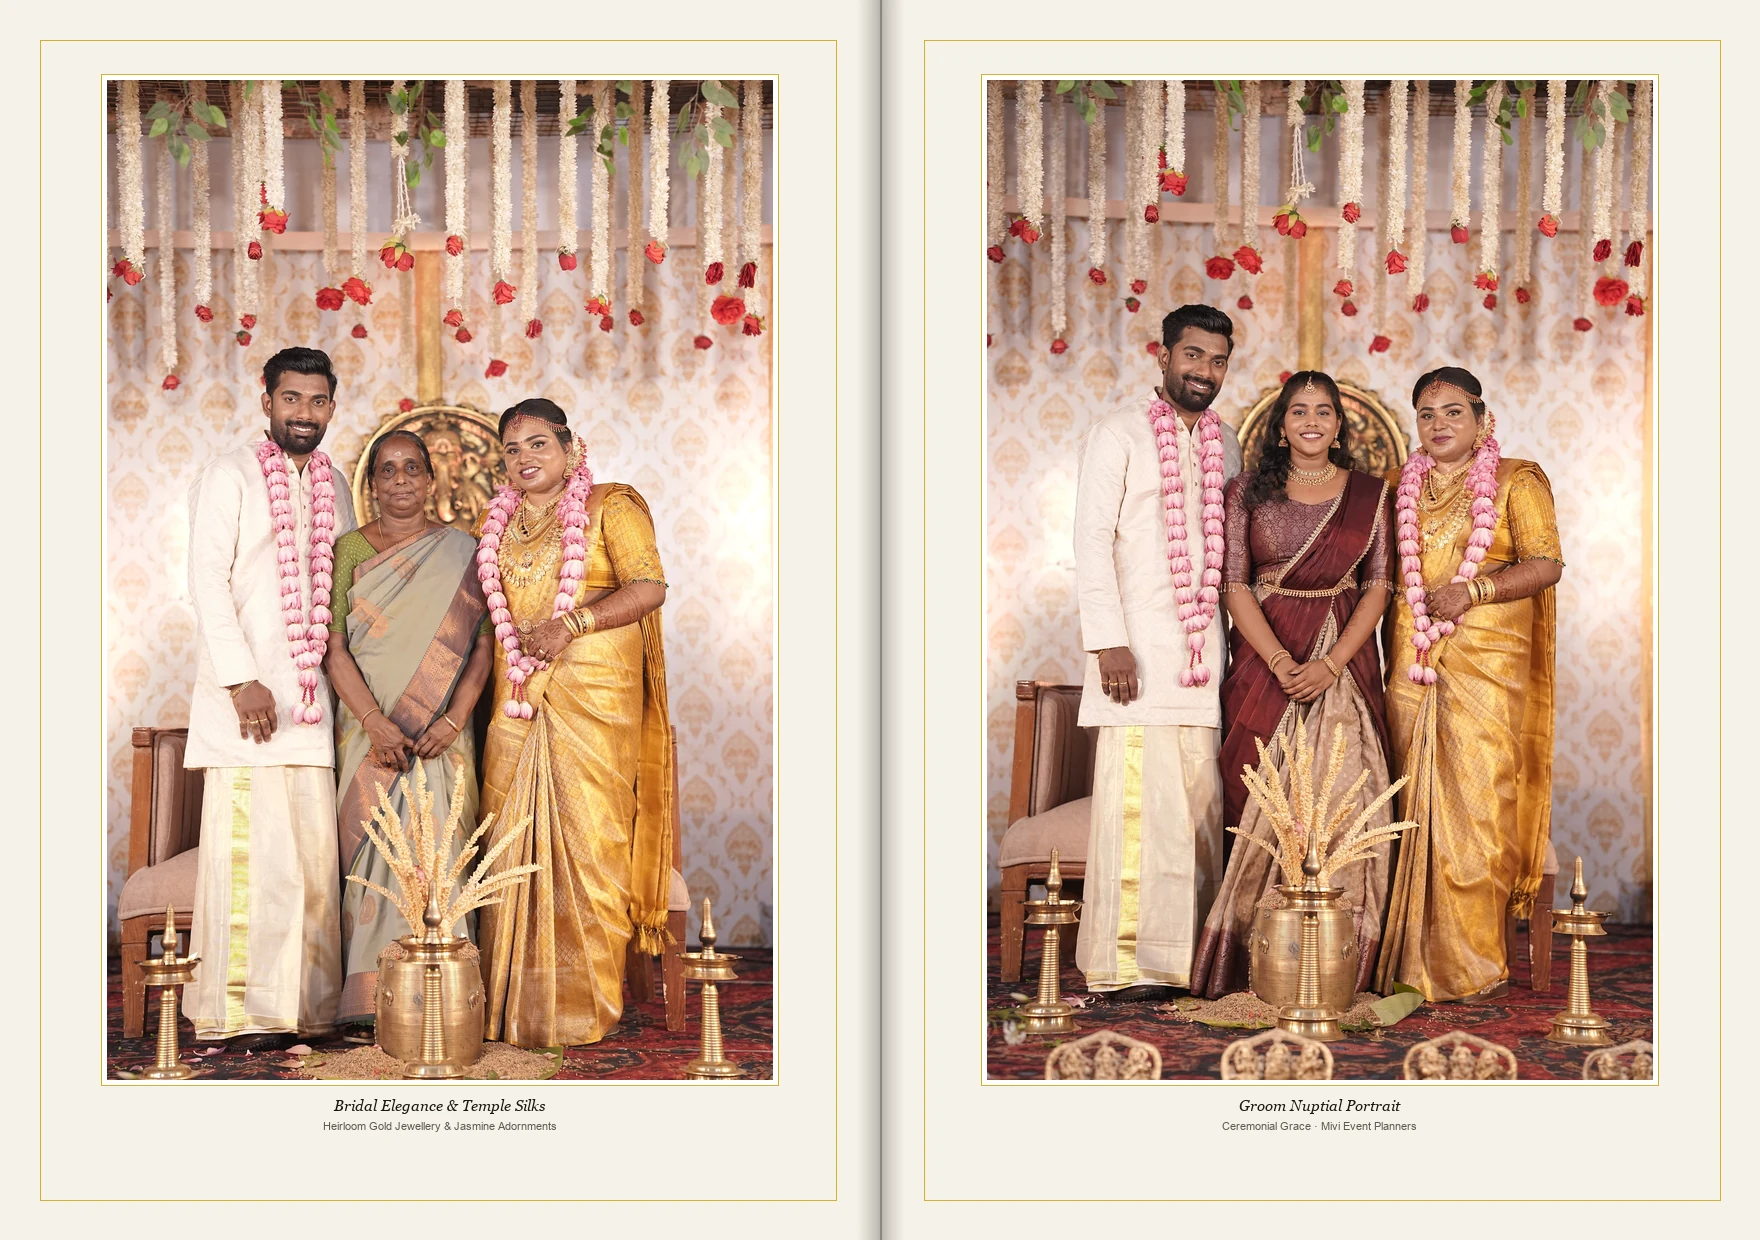 Bridal Elegance & Temple Silks
Heirloom Gold Jewellery & Jasmine Adornments
Groom Nuptial Portrait
Ceremonial Grace · Mivi Event Planners